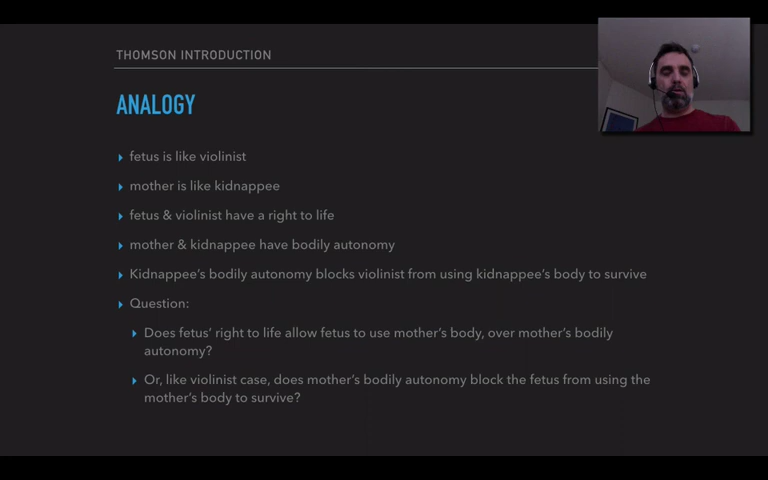 THOMSON INTRODUCTION
ANALOGY
fetus is like violinist
mother is like kidnappee
fetus & violinist have a right to life
mother & kidnappee have bodily autonomy
Kidnappee's bodily autonomy blocks violinist from using kidnappee's body to survive
Question:
Does fetus' right to life allow fetus to use mother's body, over mother's bodily
autonomy?
Or, like violinist case, does mother's bodily autonomy block the fetus from using the
mother's body to survive?